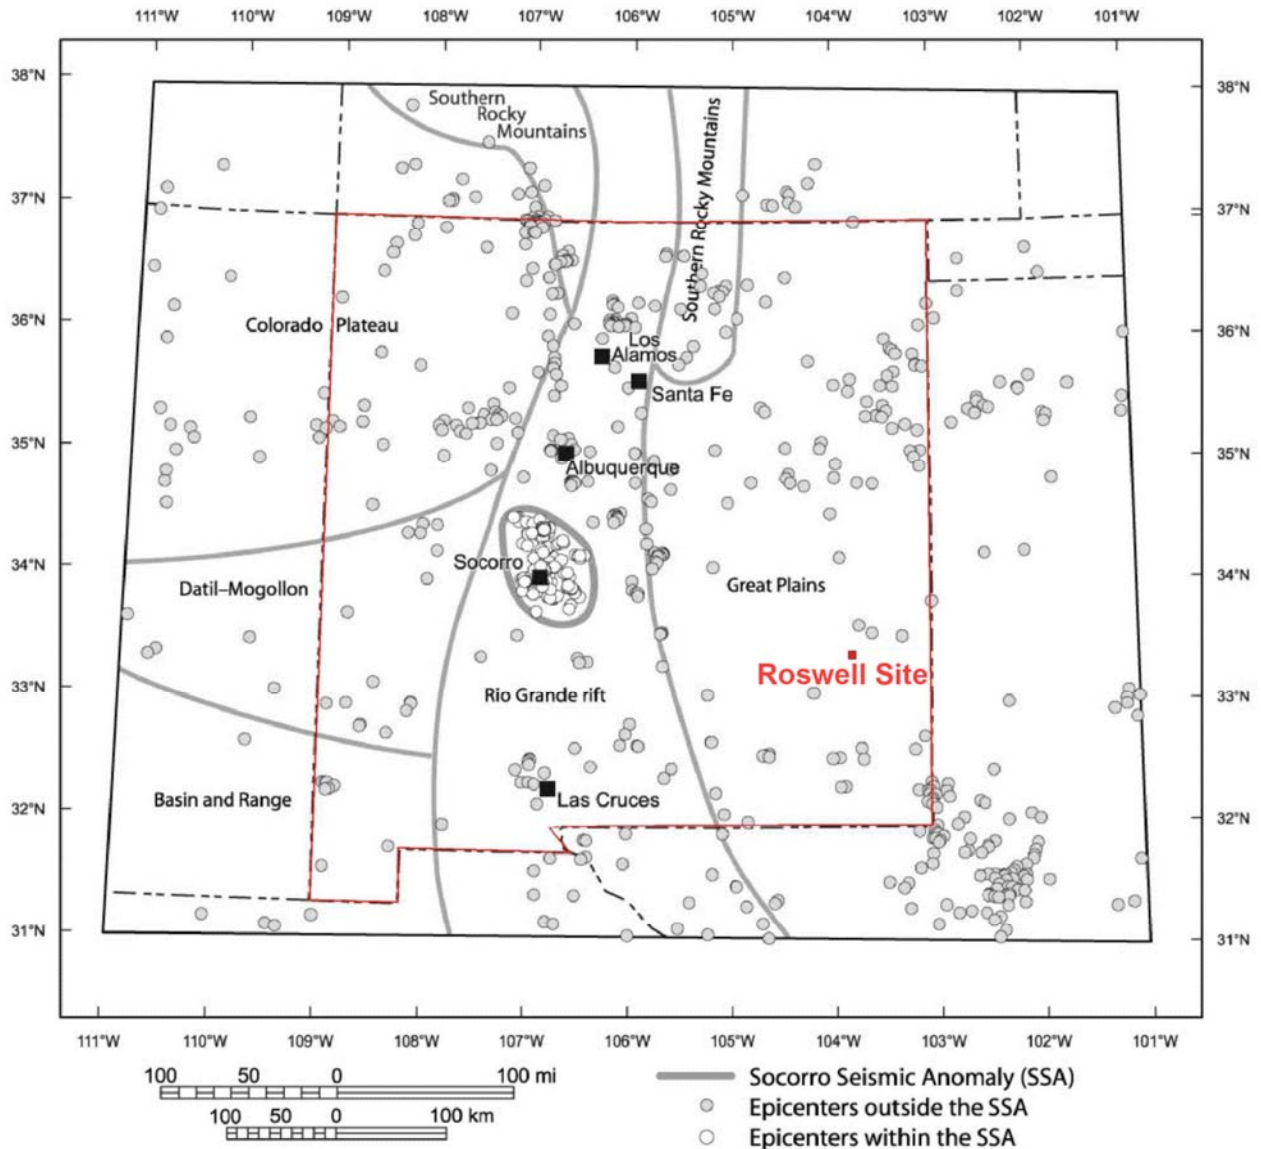 111°W 110°W 109°W 108°W 107°W 106°W 105°W 104°W 103°W 102°W 101°W
38°N
38°N
Southern
Rocky
Mountains
Southern Rocky Mountains
37°N
37°N
36°N
36°N
Colorado Plateau
Los
Alamos
Santa Fe
35°N
35°N
Albuquerque
34°N
34°N
Socorro
Datil–Mogollon
Great Plains
33°N
33°N
Roswell Site
Rio Grande rift
32°N
32°N
Basin and Range
Las Cruces
31°N
31°N
111°W 110°W 109°W 108°W 107°W 106°W 105°W 104°W 103°W 102°W 101°W
100 50 0 100 mi
100 50 0 100 km
Socorro Seismic Anomaly (SSA)
Epicenters outside the SSA
Epicenters within the SSA